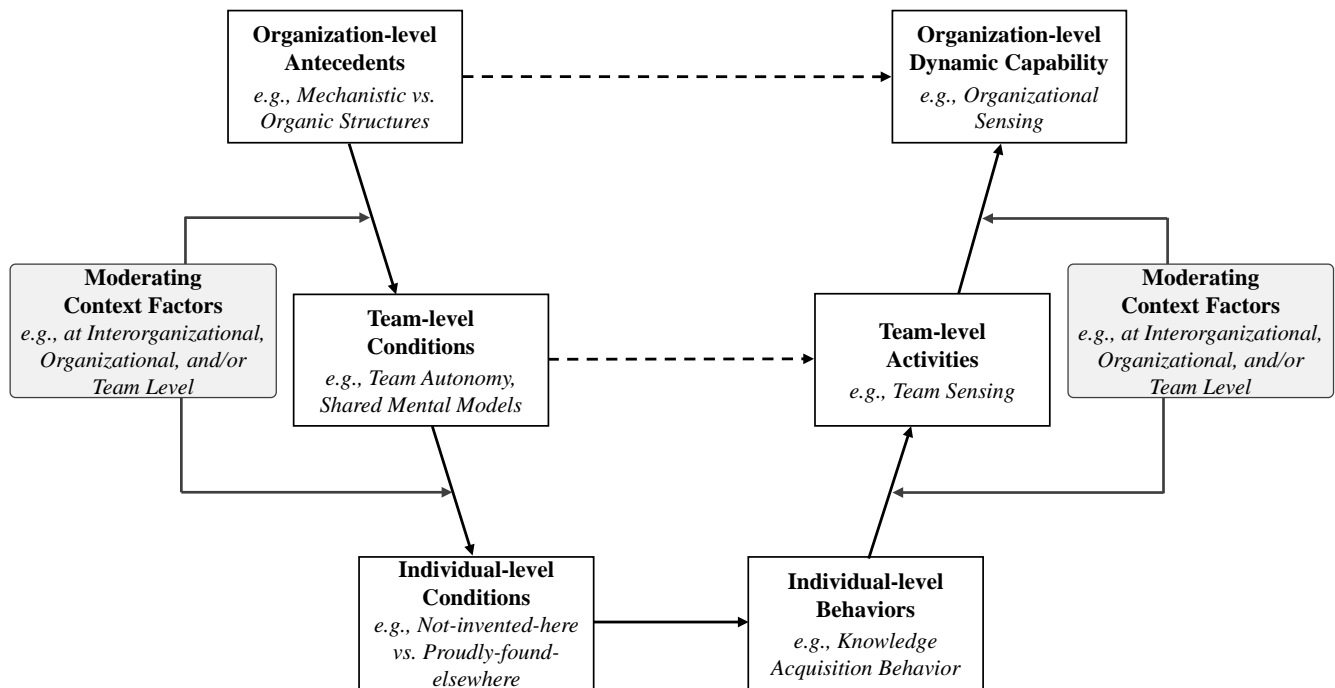 Organization-level
Antecedents
e.g., Mechanistic vs.
Organic Structures
Organization-level
Dynamic Capability
e.g., Organizational
Sensing
Moderating
Context Factors
e.g., at Interorganizational,
Organizational, and/or
Team Level
Team-level
Conditions
e.g., Team Autonomy,
Shared Mental Models
Team-level
Activities
e.g., Team Sensing
Moderating
Context Factors
e.g., at Interorganizational,
Organizational, and/or
Team Level
Individual-level
Conditions
e.g., Not-invented-here
vs. Proudly-found-
elsewhere
Individual-level
Behaviors
e.g., Knowledge
Acquisition Behavior